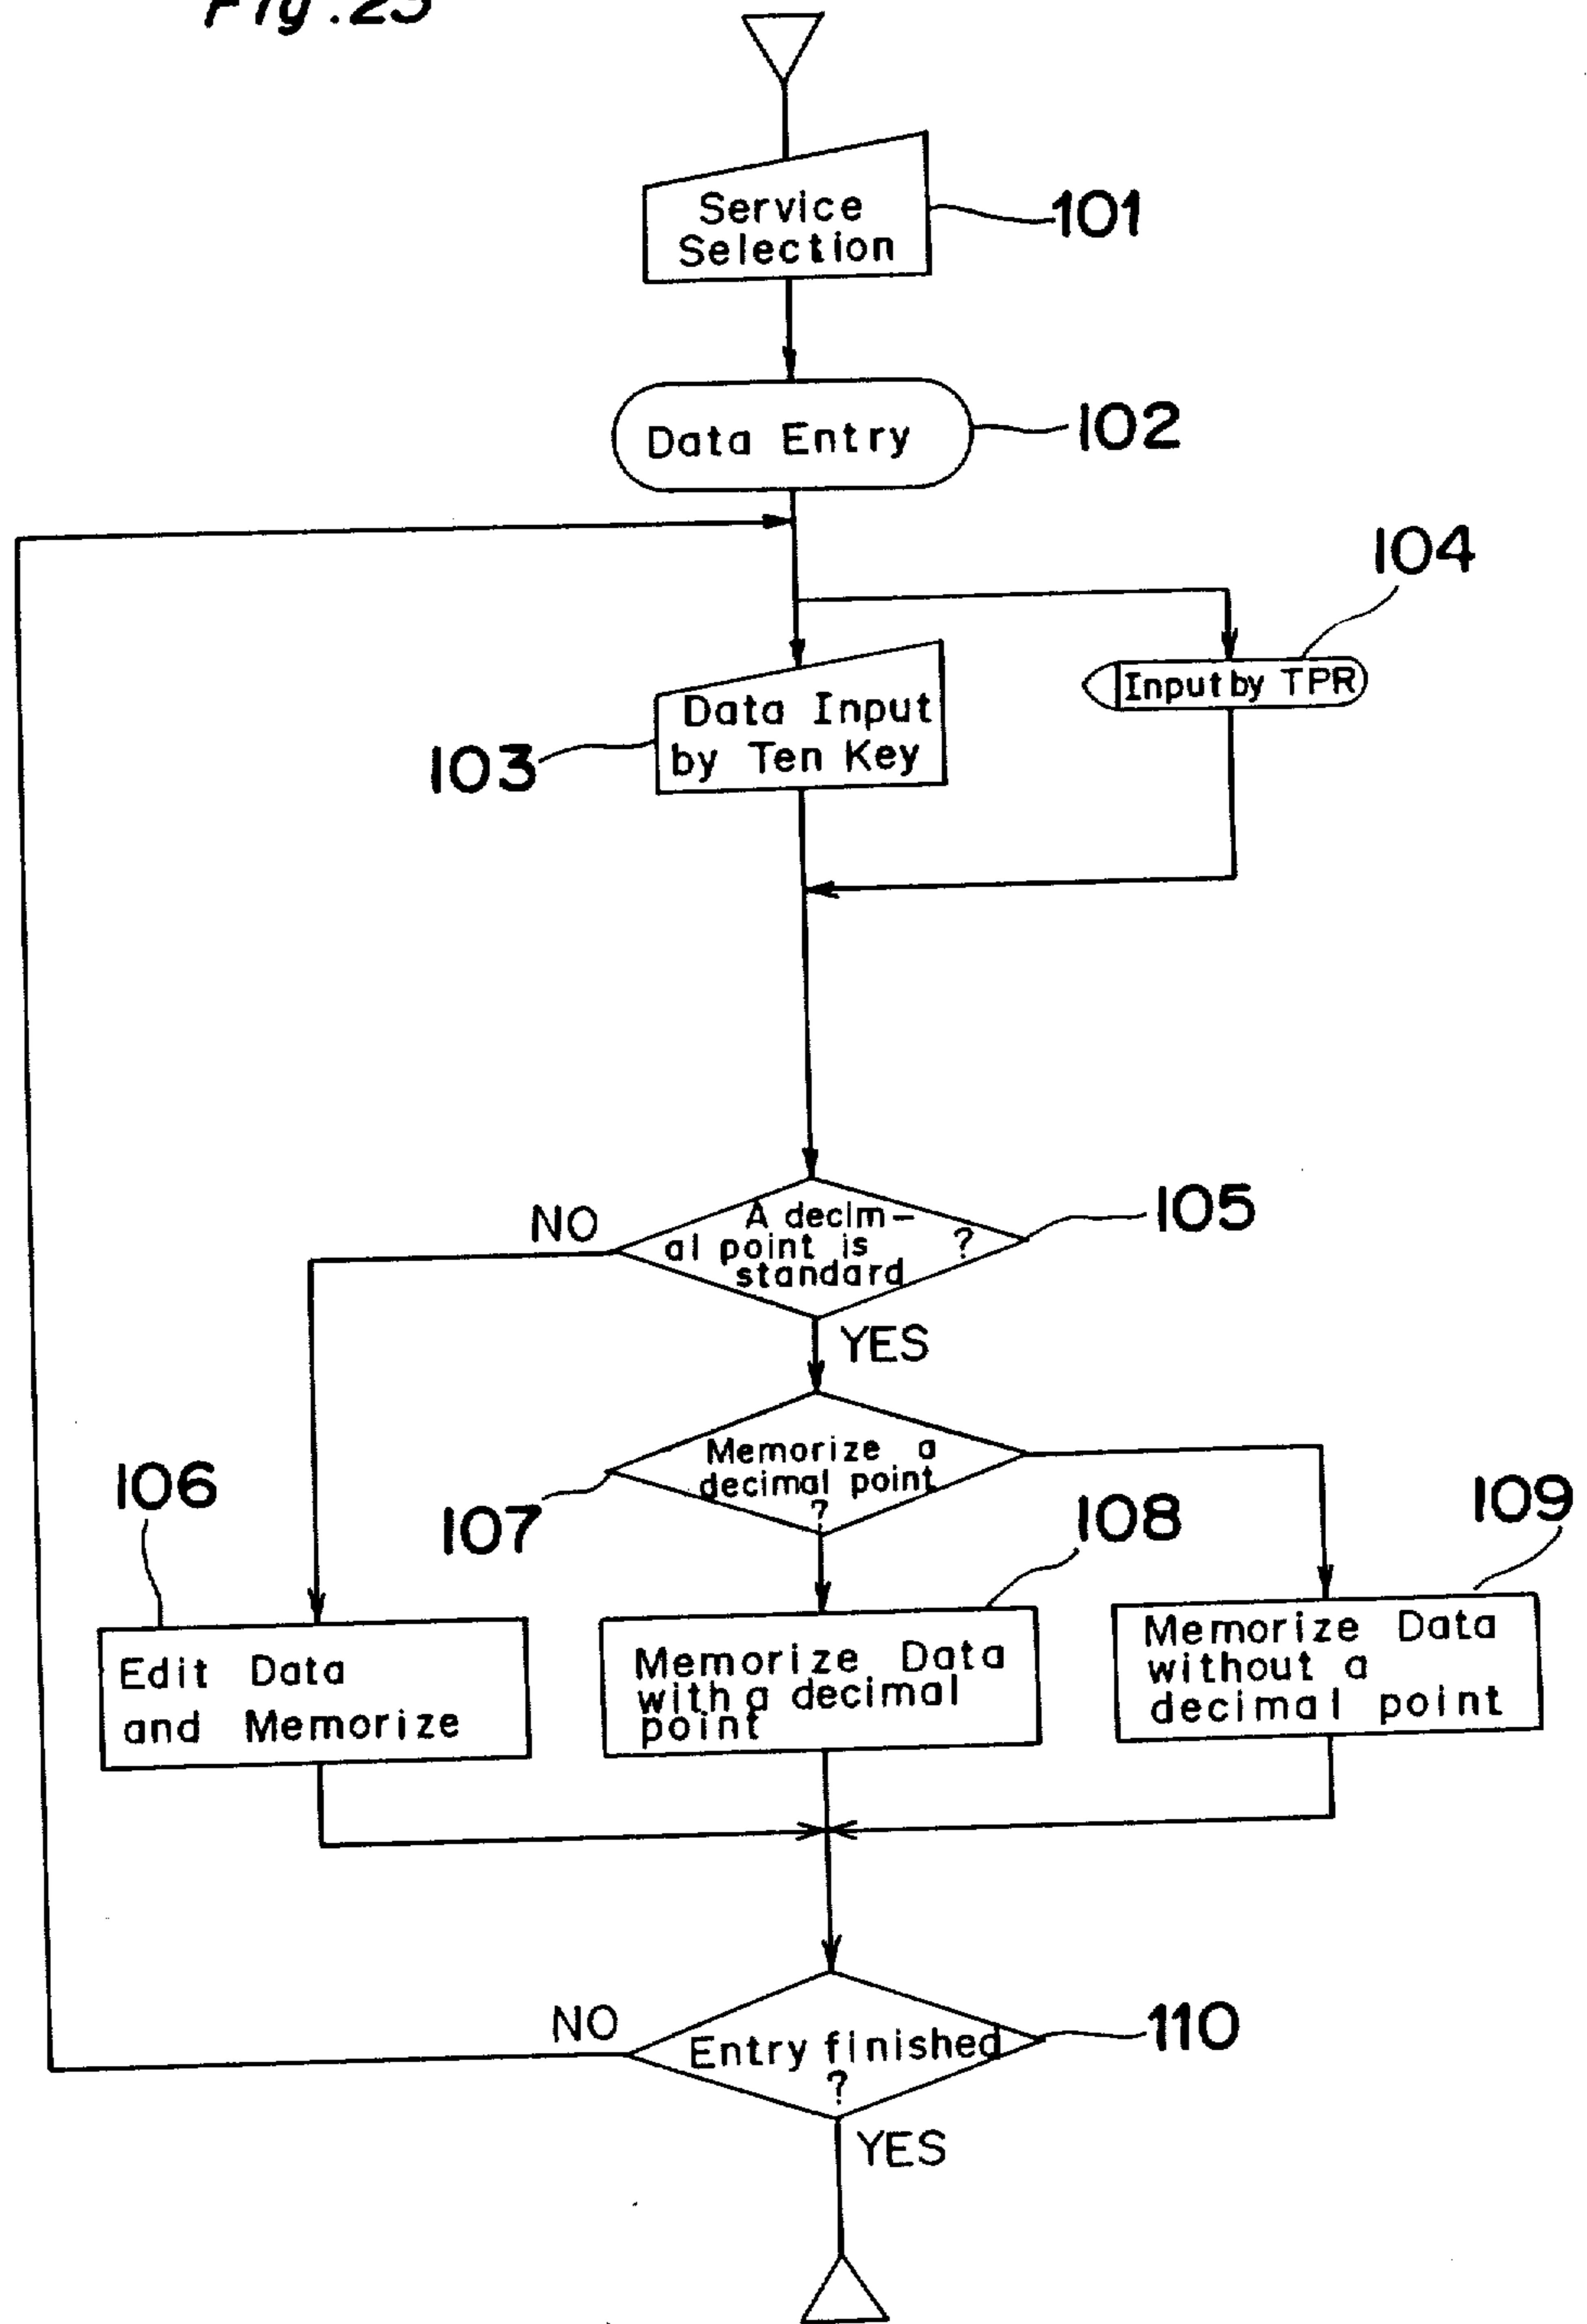 Fig.25
Service
Selection
101
Data Entry
102
104
Input by TPR
Data Input
by Ten Key
103
NO
A decim-
al point is ?
standard
105
YES
106
Memorize a
decimal point
?
107
108
109
Edit Data
and Memorize
Memorize Data
with a decimal
point
Memorize Data
without a
decimal point
NO
Entry finished
?
110
YES